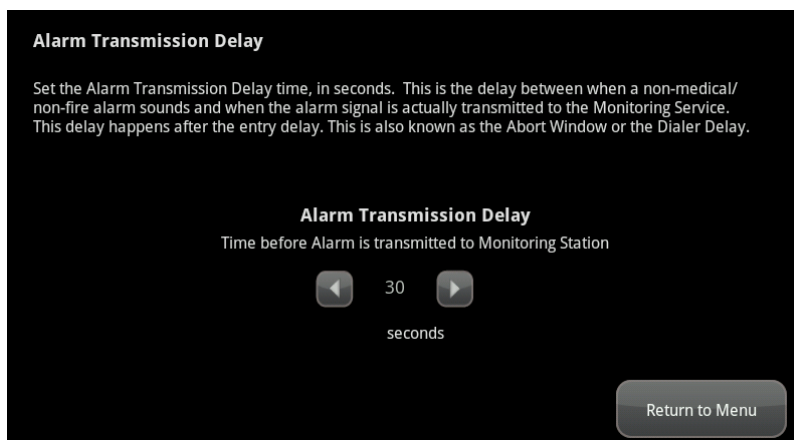 Alarm Transmission Delay
Set the Alarm Transmission Delay time, in seconds.  This is the delay between when a non-medical/
non-fire alarm sounds and when the alarm signal is actually transmitted to the Monitoring Service.
This delay happens after the entry delay. This is also known as the Abort Window or the Dialer Delay.
Alarm Transmission Delay
Time before Alarm is transmitted to Monitoring Station
30
seconds
Return to Menu